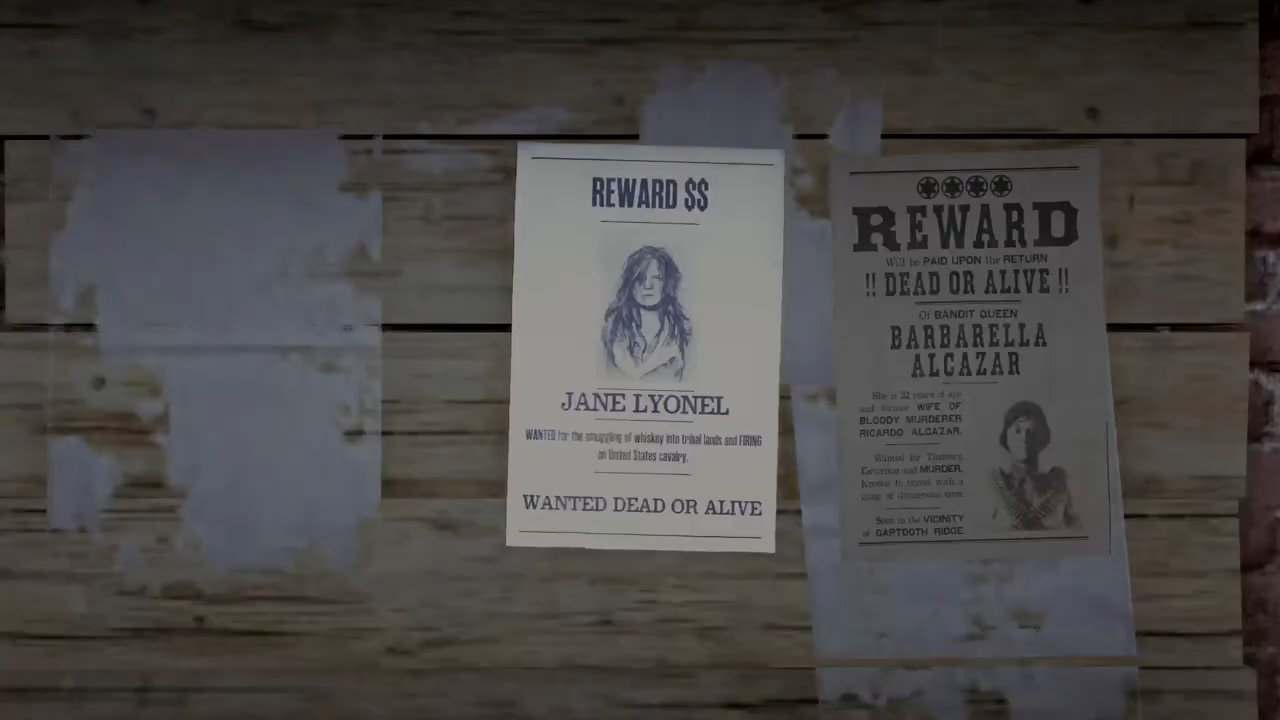 REWARD $$
JANE LYONEL
WANTED for the smuggling of whiskey into tribal lands and FIRING
on United States cavalry.
WANTED DEAD OR ALIVE
REWARD
Will be PAID UPON the RETURN
!! DEAD OR ALIVE !!
Of BANDIT QUEEN
BARBARELLA
ALCAZAR
She is 32 years of age
and former WIFE OF
BLOODY MURDERER
RICARDO ALCAZAR.
Wanted for Thievery,
Extortion and MURDER.
Known to travel with a
gang of dangerous men
Seen in the VICINITY
of GAPTOOTH RIDGE